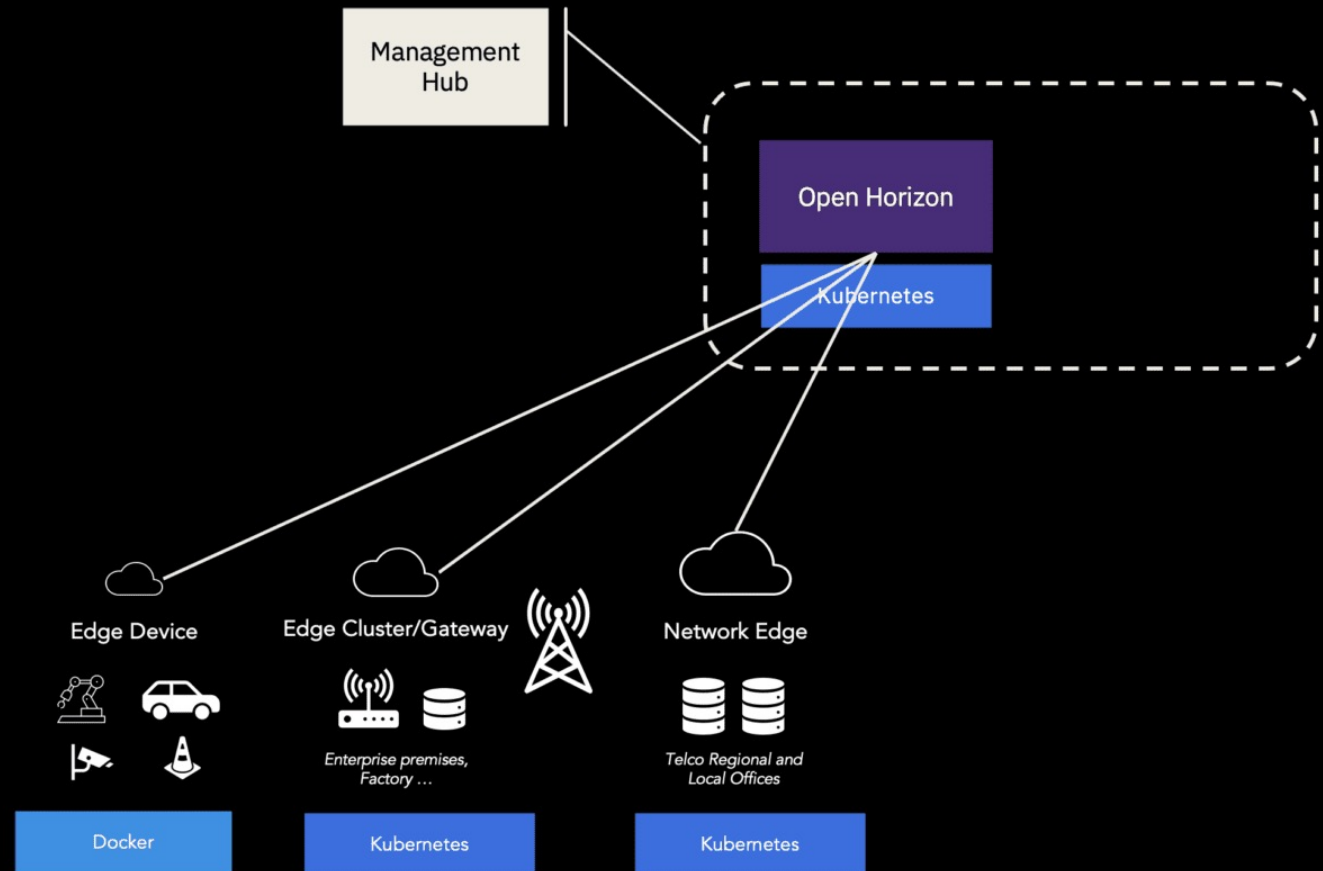 Management
Hub
Open Horizon
Kubernetes
Edge Device
Edge Cluster/Gateway
Network Edge
Enterprise premises,
Factory ...
Telco Regional and
Local Offices
Docker
Kubernetes
Kubernetes